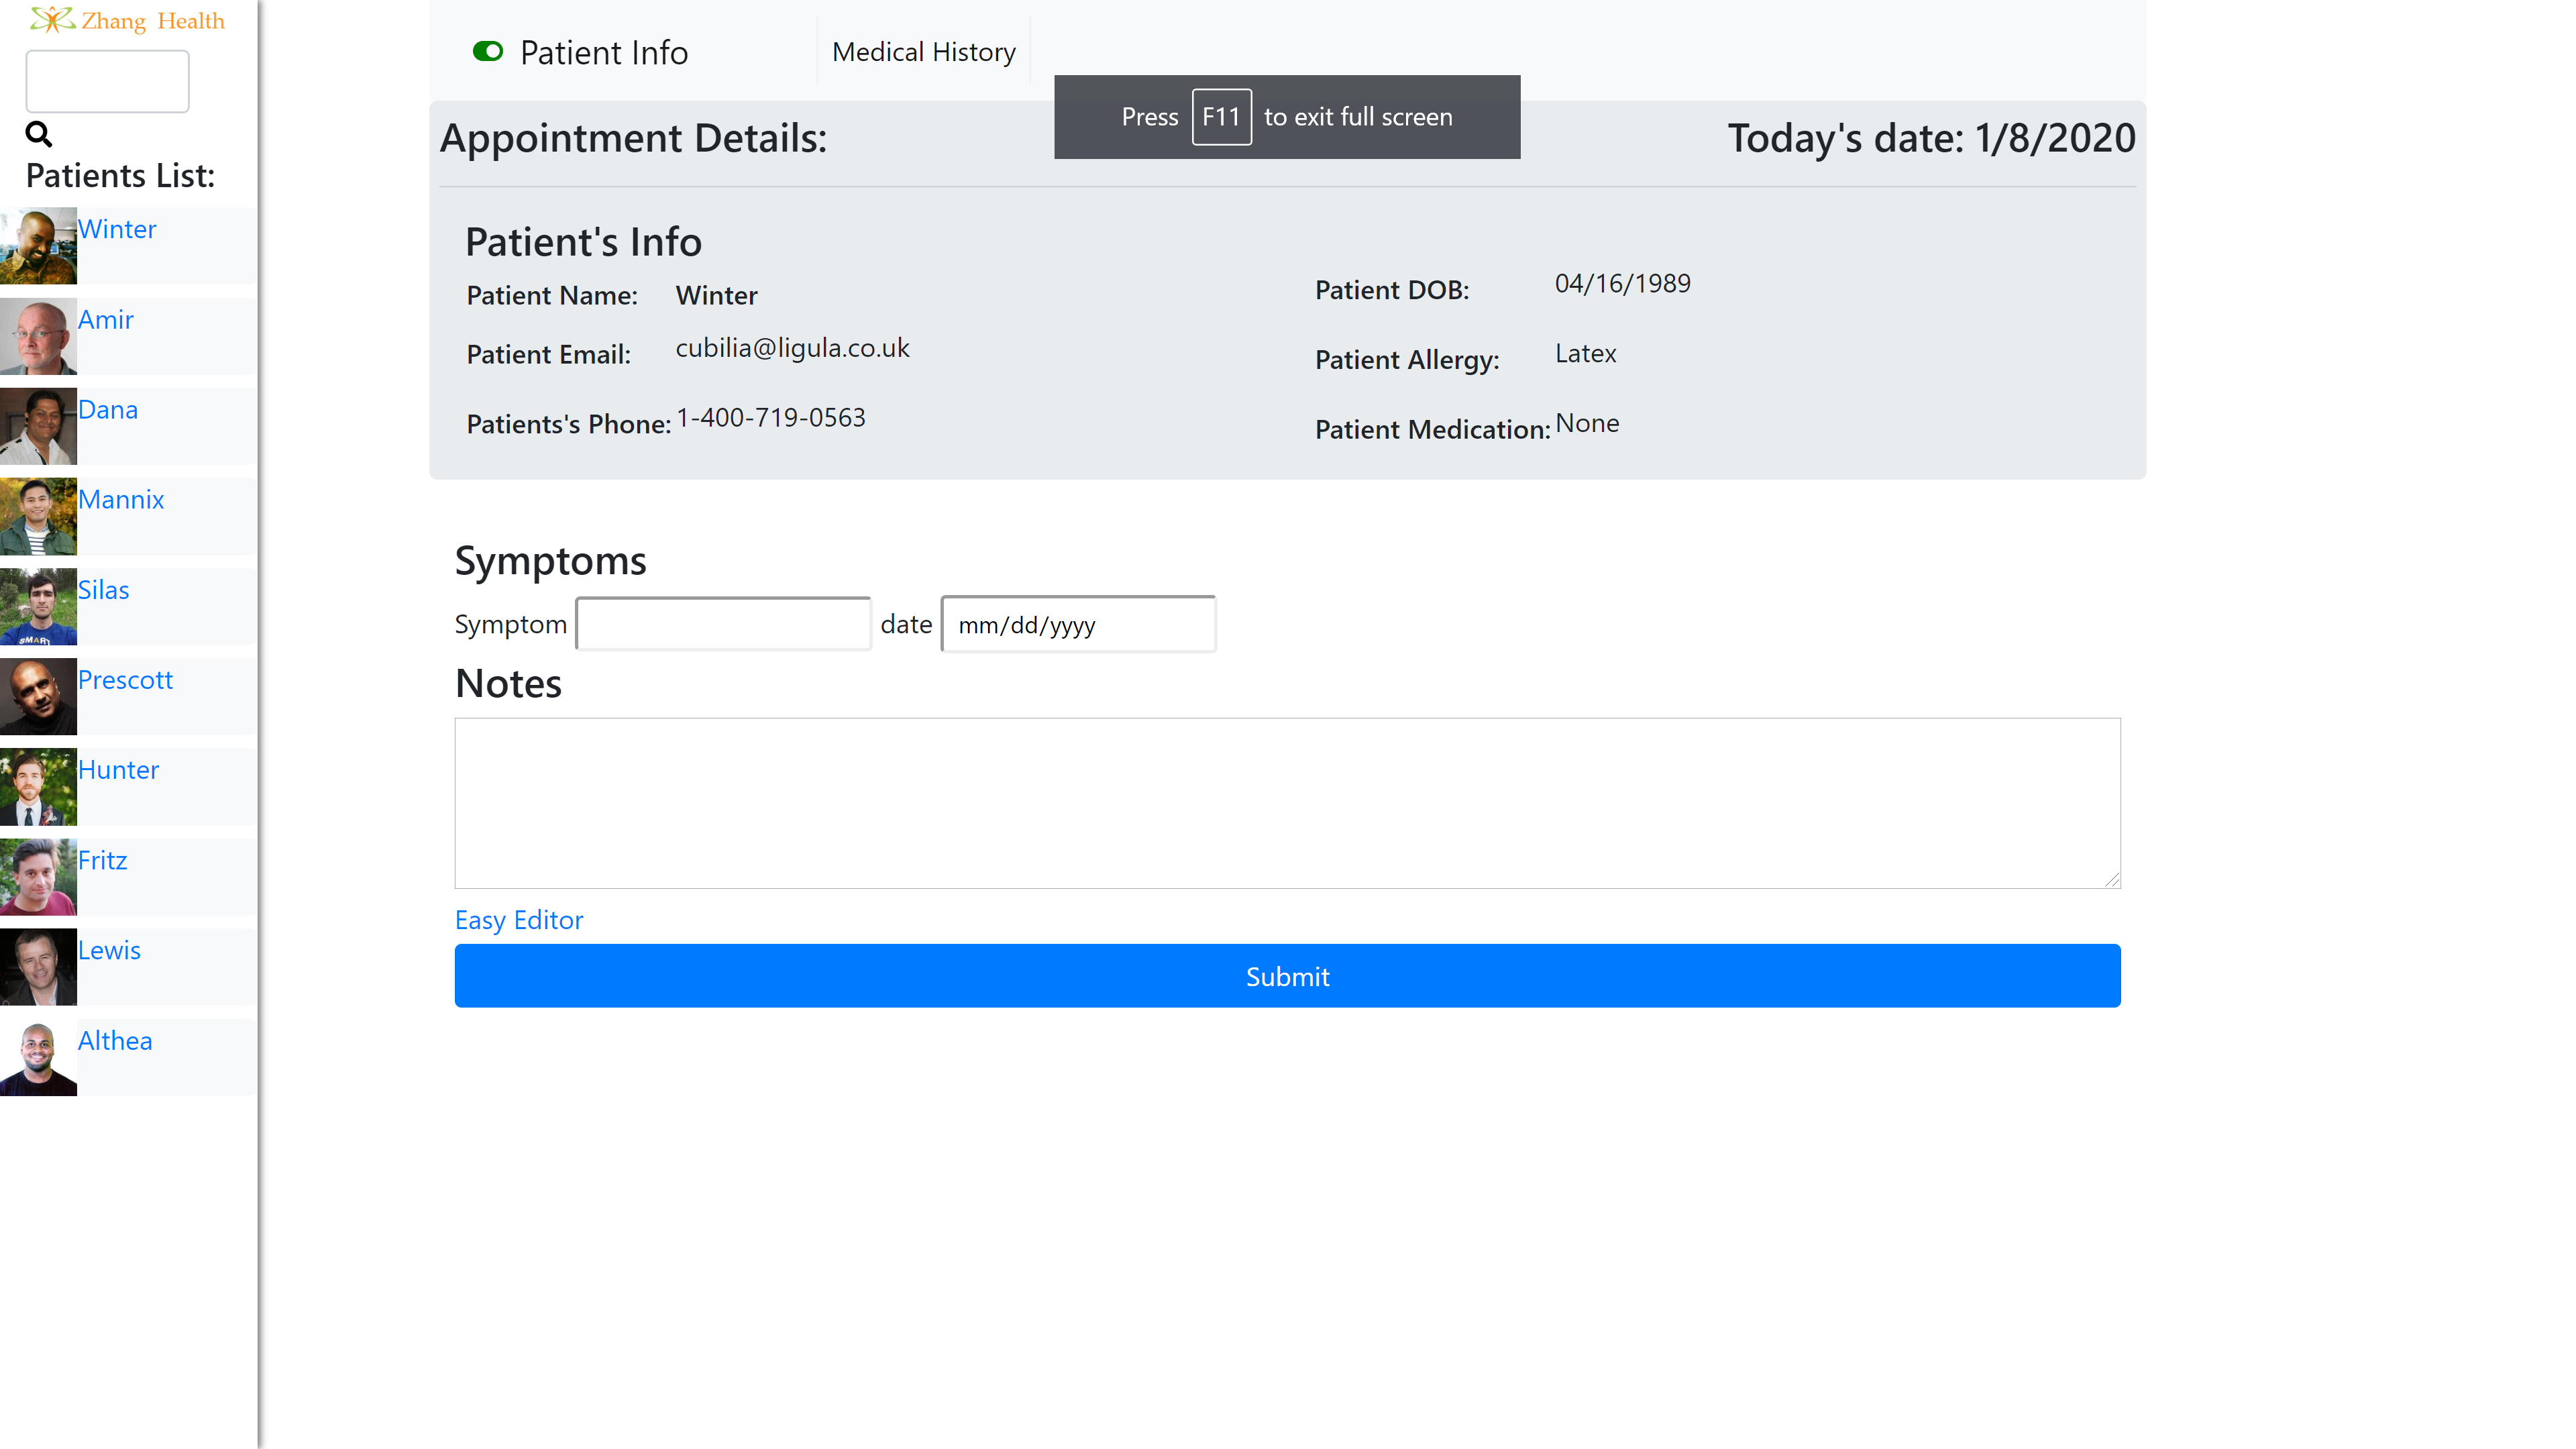 Zhang Health
Patients List:
Winter
Amir
Dana
Mannix
Silas
SMART
Prescott
Hunter
Fritz
Lewis
Althea
Patient Info
Medical History
Press F11 to exit full screen
Appointment Details:
Today's date: 1/8/2020
Patient's Info
Patient Name: Winter
Patient Email: cubilia@ligula.co.uk
Patients's Phone: 1-400-719-0563
Patient DOB: 04/16/1989
Patient Allergy: Latex
Patient Medication: None
Symptoms
Symptom date mm/dd/yyyy
Notes
Easy Editor
Submit